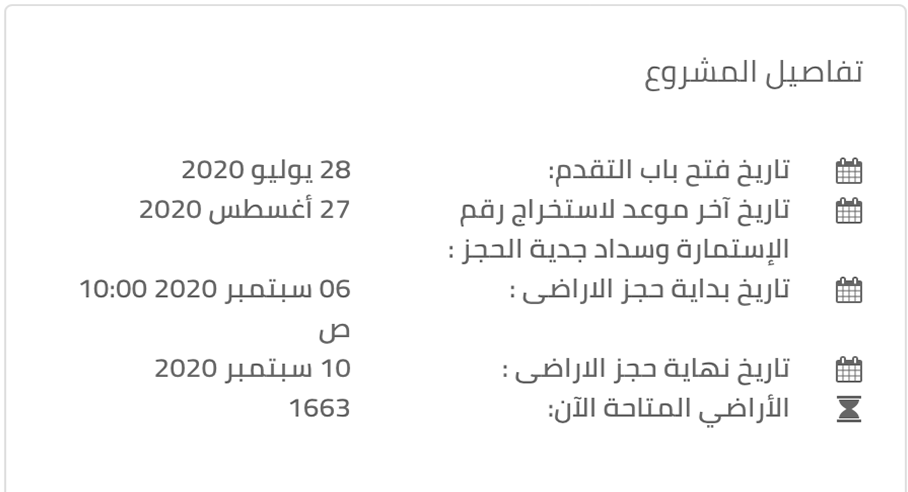 تفاصيل المشروع
تاريخ فتح باب التقدم: 28 يوليو 2020
تاريخ آخر موعد لاستخراج رقم 27 أغسطس 2020
الإستمارة وسداد جدية الحجز :
تاريخ بداية حجز الاراضى : 06 سبتمبر 2020 10:00
ص
تاريخ نهاية حجز الاراضى : 10 سبتمبر 2020
الأراضي المتاحة الآن: 1663